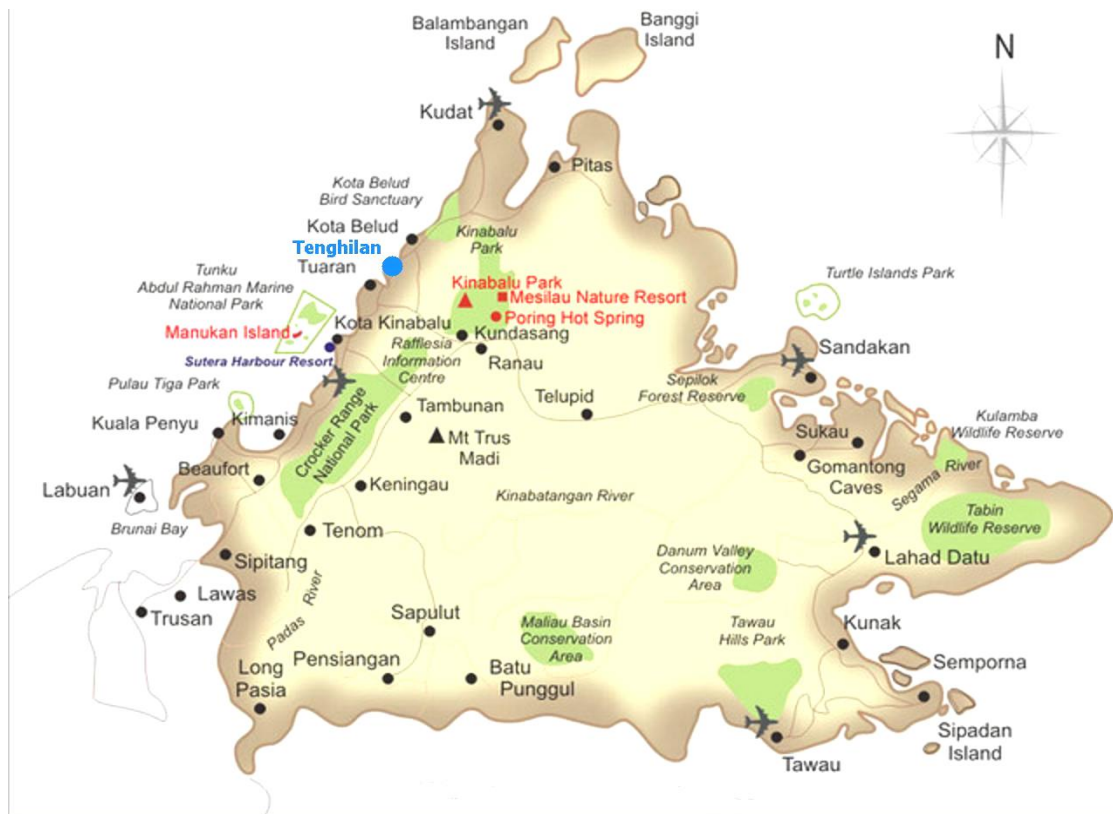 Balambangan
Island
Banggi
Island
N
Kudat
Pitas
Kota Belud
Bird Sanctuary
Kota Belud
Kinabalu
Park
Tenghilan
Tuaran
Tunku
Abdul Rahman Marine
National Park
Kinabalu Park
Mesilau Nature Resort
Poring Hot Spring
Turtle Islands Park
Manukan Island
Kota Kinabalu
Kundasang
Sutera Harbour Resort
Rafflesia
Information
Centre
Ranau
Sandakan
Pulau Tiga Park
Sepilok
Forest Reserve
Telupid
Kuala Penyu
Kimanis
Tambunan
Crocker Range
National Park
Mt Trus
Madi
Sukau
Kulamba
Wildlife Reserve
Beaufort
Gomantong
Caves
Segama River
Labuan
Keningau
Kinabatangan River
Brunai Bay
Tabin
Wildlife Reserve
Tenom
Sipitang
Danum Valley
Conservation
Area
Lahad Datu
Lawas
Trusan
Padas River
Sapulut
Maliau Basin
Conservation
Area
Tawau
Hills Park
Kunak
Long
Pasia
Pensiangan
Batu
Punggul
Semporna
Sipadan
Island
Tawau